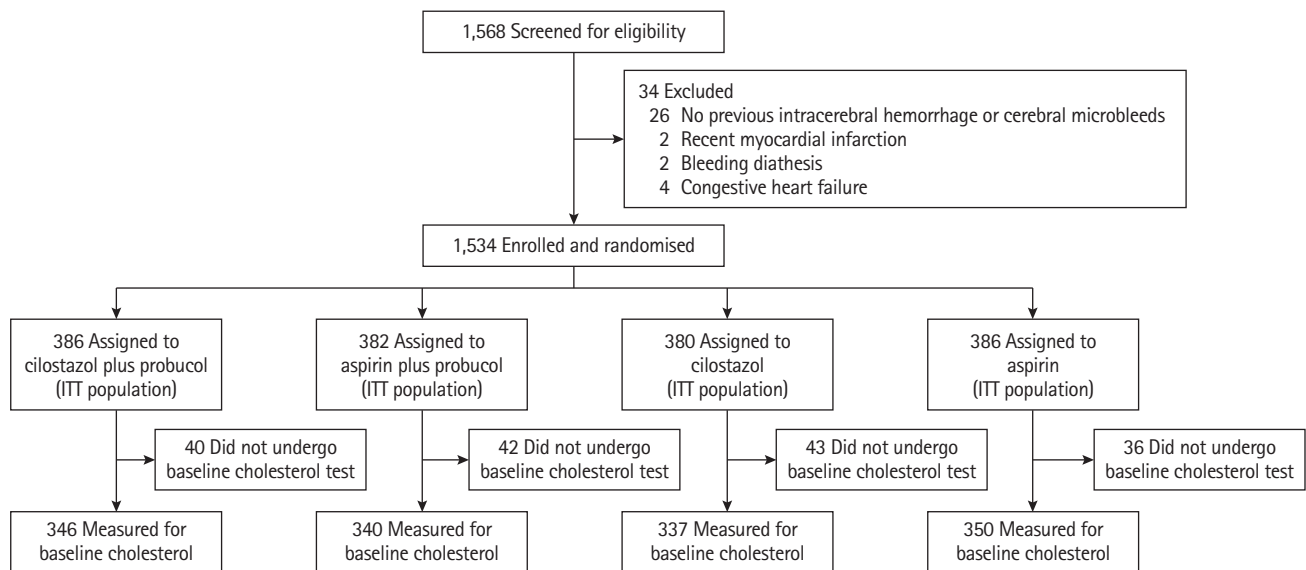 1,568 Screened for eligibility
34 Excluded
26 No previous intracerebral hemorrhage or cerebral microbleeds
2 Recent myocardial infarction
2 Bleeding diathesis
4 Congestive heart failure
1,534 Enrolled and randomised
386 Assigned to
cilostazol plus probucol
(ITT population)
382 Assigned to
aspirin plus probucol
(ITT population)
380 Assigned to
cilostazol
(ITT population)
386 Assigned to
aspirin
(ITT population)
40 Did not undergo
baseline cholesterol test
42 Did not undergo
baseline cholesterol test
43 Did not undergo
baseline cholesterol test
36 Did not undergo
baseline cholesterol test
346 Measured for
baseline cholesterol
340 Measured for
baseline cholesterol
337 Measured for
baseline cholesterol
350 Measured for
baseline cholesterol